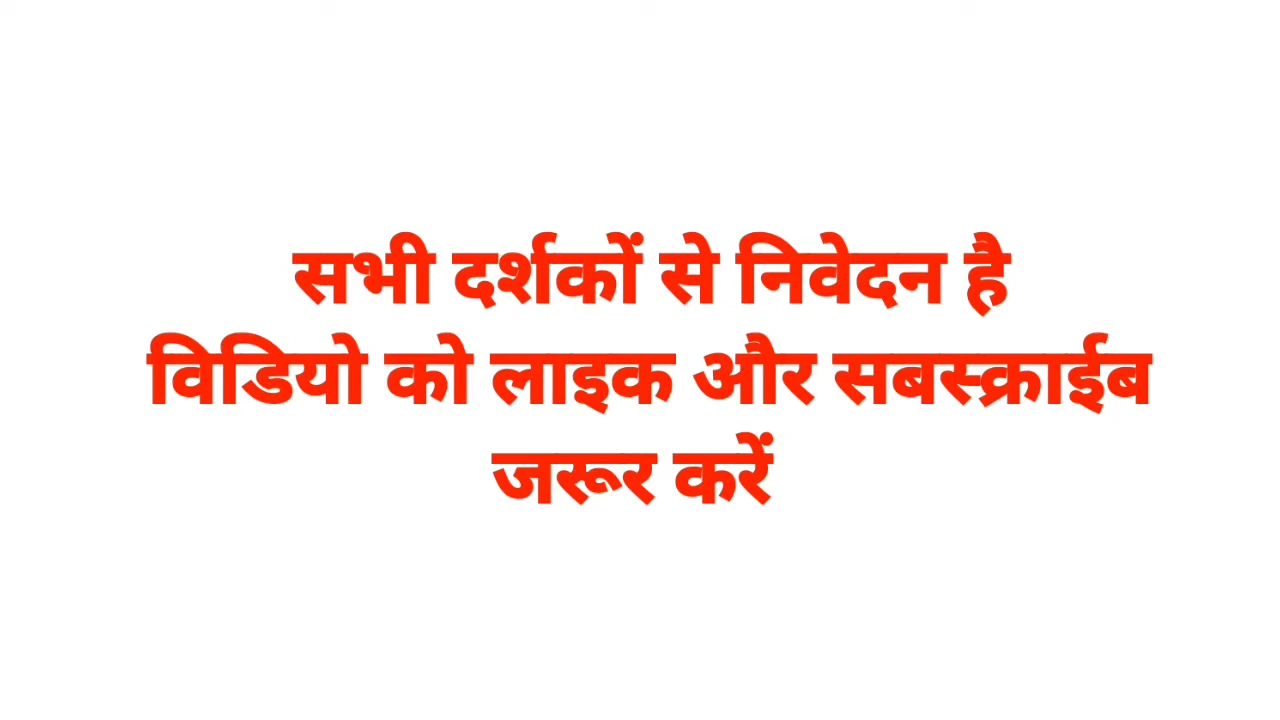 सभी दर्शकों से निवेदन है
विडियो को लाइक और सबस्क्राईब
जरूर करें